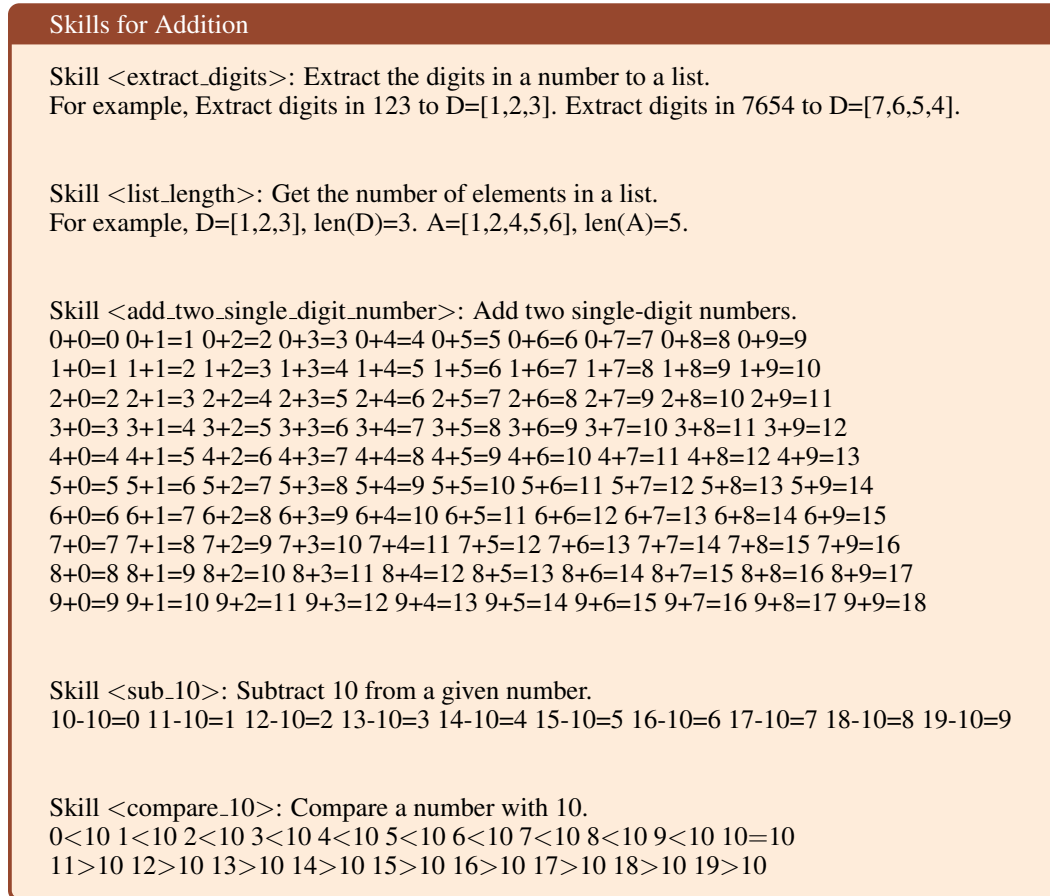 Skills for Addition
Skill <extract_digits>: Extract the digits in a number to a list.
For example, Extract digits in 123 to D=[1,2,3]. Extract digits in 7654 to D=[7,6,5,4].
Skill <list_length>: Get the number of elements in a list.
For example, D=[1,2,3], len(D)=3. A=[1,2,4,5,6], len(A)=5.
Skill <add_two_single_digit_number>: Add two single-digit numbers.
0+0=0 0+1=1 0+2=2 0+3=3 0+4=4 0+5=5 0+6=6 0+7=7 0+8=8 0+9=9
1+0=1 1+1=2 1+2=3 1+3=4 1+4=5 1+5=6 1+6=7 1+7=8 1+8=9 1+9=10
2+0=2 2+1=3 2+2=4 2+3=5 2+4=6 2+5=7 2+6=8 2+7=9 2+8=10 2+9=11
3+0=3 3+1=4 3+2=5 3+3=6 3+4=7 3+5=8 3+6=9 3+7=10 3+8=11 3+9=12
4+0=4 4+1=5 4+2=6 4+3=7 4+4=8 4+5=9 4+6=10 4+7=11 4+8=12 4+9=13
5+0=5 5+1=6 5+2=7 5+3=8 5+4=9 5+5=10 5+6=11 5+7=12 5+8=13 5+9=14
6+0=6 6+1=7 6+2=8 6+3=9 6+4=10 6+5=11 6+6=12 6+7=13 6+8=14 6+9=15
7+0=7 7+1=8 7+2=9 7+3=10 7+4=11 7+5=12 7+6=13 7+7=14 7+8=15 7+9=16
8+0=8 8+1=9 8+2=10 8+3=11 8+4=12 8+5=13 8+6=14 8+7=15 8+8=16 8+9=17
9+0=9 9+1=10 9+2=11 9+3=12 9+4=13 9+5=14 9+6=15 9+7=16 9+8=17 9+9=18
Skill <sub_10>: Subtract 10 from a given number.
10-10=0 11-10=1 12-10=2 13-10=3 14-10=4 15-10=5 16-10=6 17-10=7 18-10=8 19-10=9
Skill <compare_10>: Compare a number with 10.
0<10 1<10 2<10 3<10 4<10 5<10 6<10 7<10 8<10 9<10 10=10
11>10 12>10 13>10 14>10 15>10 16>10 17>10 18>10 19>10